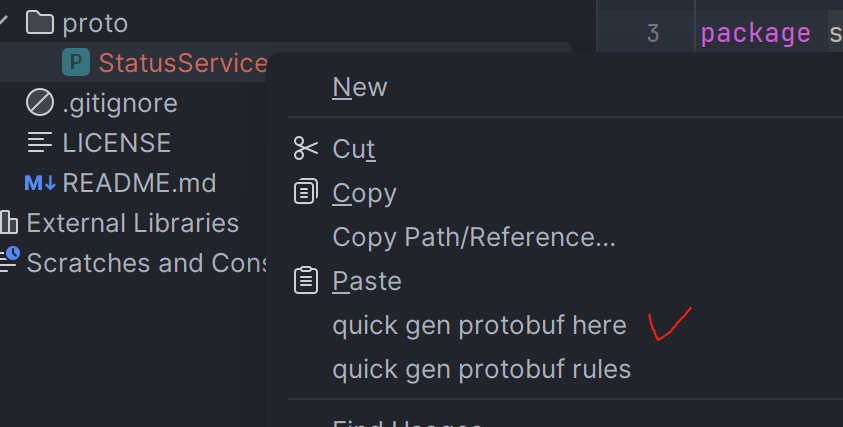 proto
3
package s
P
StatusService
New
.gitignore
Cut
LICENSE
M↓ README.md
Copy
External Libraries
Copy Path/Reference...
Scratches and Cons
Paste
quick gen protobuf here
quick gen protobuf rules
Find Usages